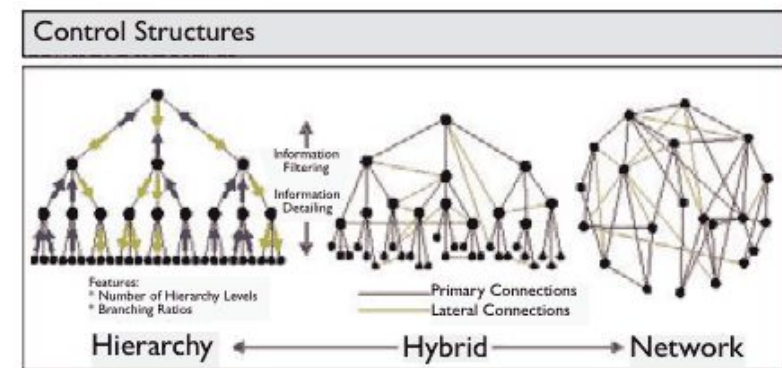 Control Structures
Information
Filtering
Information
Detailing
Features:
* Number of Hierarchy Levels
* Branching Ratios
Primary Connections
Lateral Connections
Hierarchy
Hybrid
Network